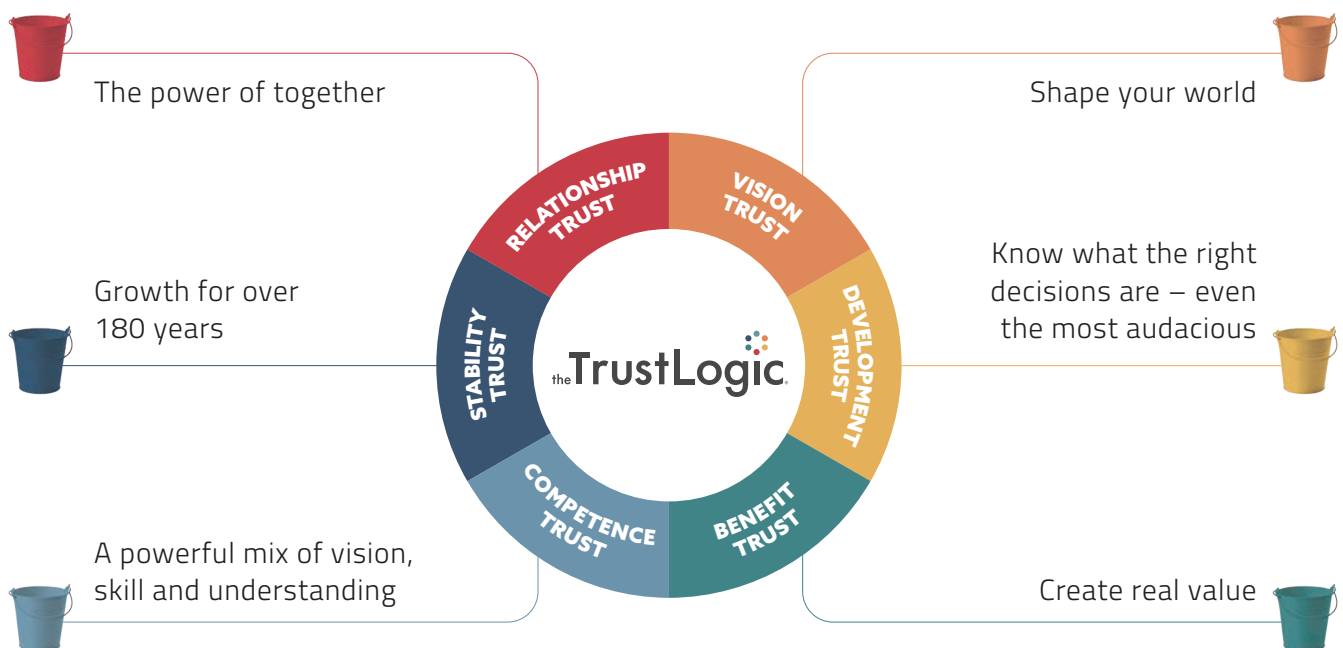 The power of together
Shape your world
RELATIONSHIP
TRUST
VISION
TRUST
Growth for over
180 years
Know what the right
decisions are – even
the most audacious
STABILITY
TRUST
theTrustLogic®
DEVELOPMENT
TRUST
COMPETENCE
TRUST
BENEFIT
TRUST
A powerful mix of vision,
skill and understanding
Create real value